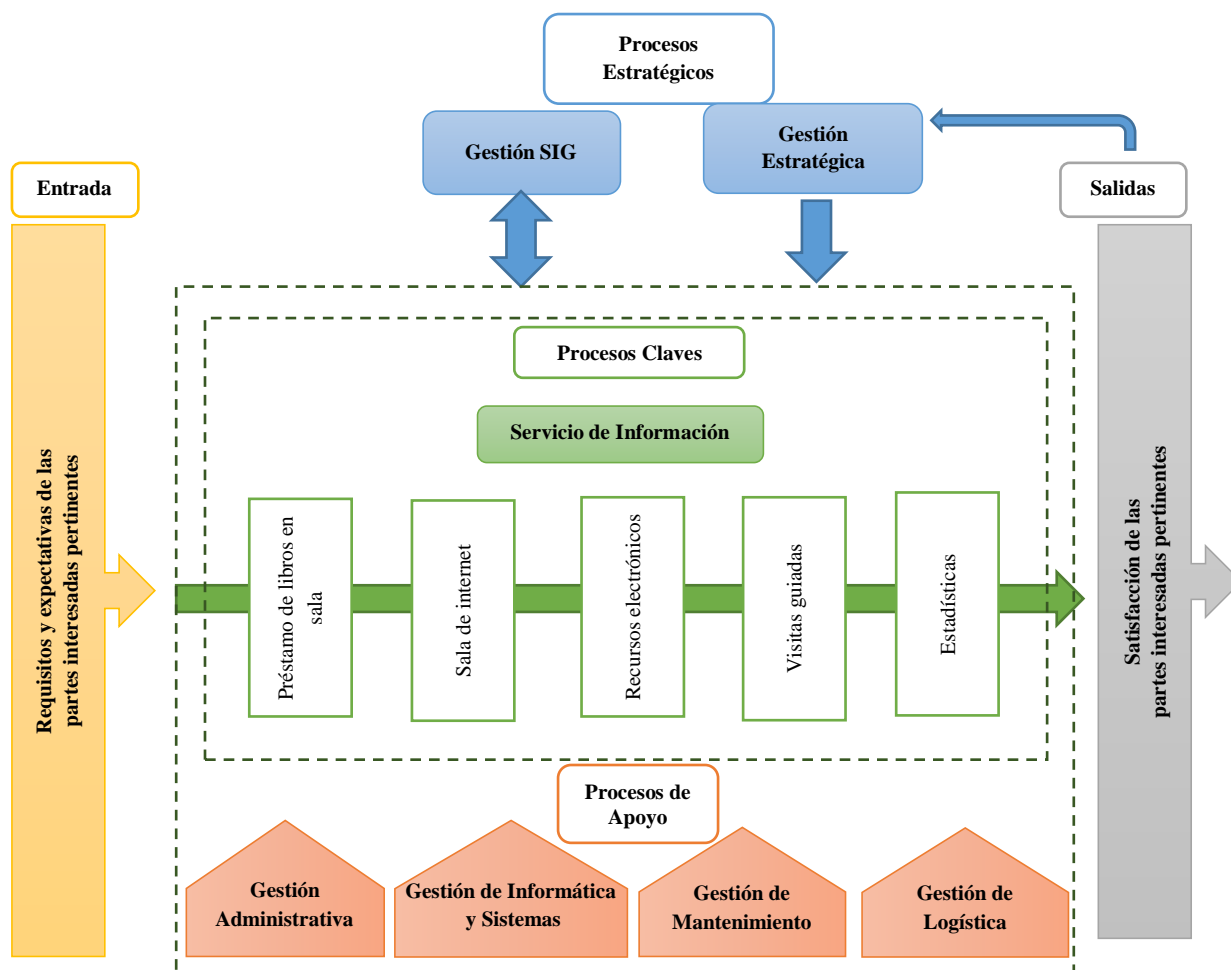 Procesos
Estratégicos
Gestión SIG
Gestión
Estratégica
Entrada
Salidas
Requisitos y expectativas de las
partes interesadas pertinentes
Procesos Claves
Servicio de Información
Préstamo de libros en
sala
Sala de internet
Recursos electrónicos
Visitas guiadas
Estadísticas
Satisfacción de las
partes interesadas pertinentes
Procesos de
Apoyo
Gestión
Administrativa
Gestión de Informática
y Sistemas
Gestión de
Mantenimiento
Gestión de
Logística